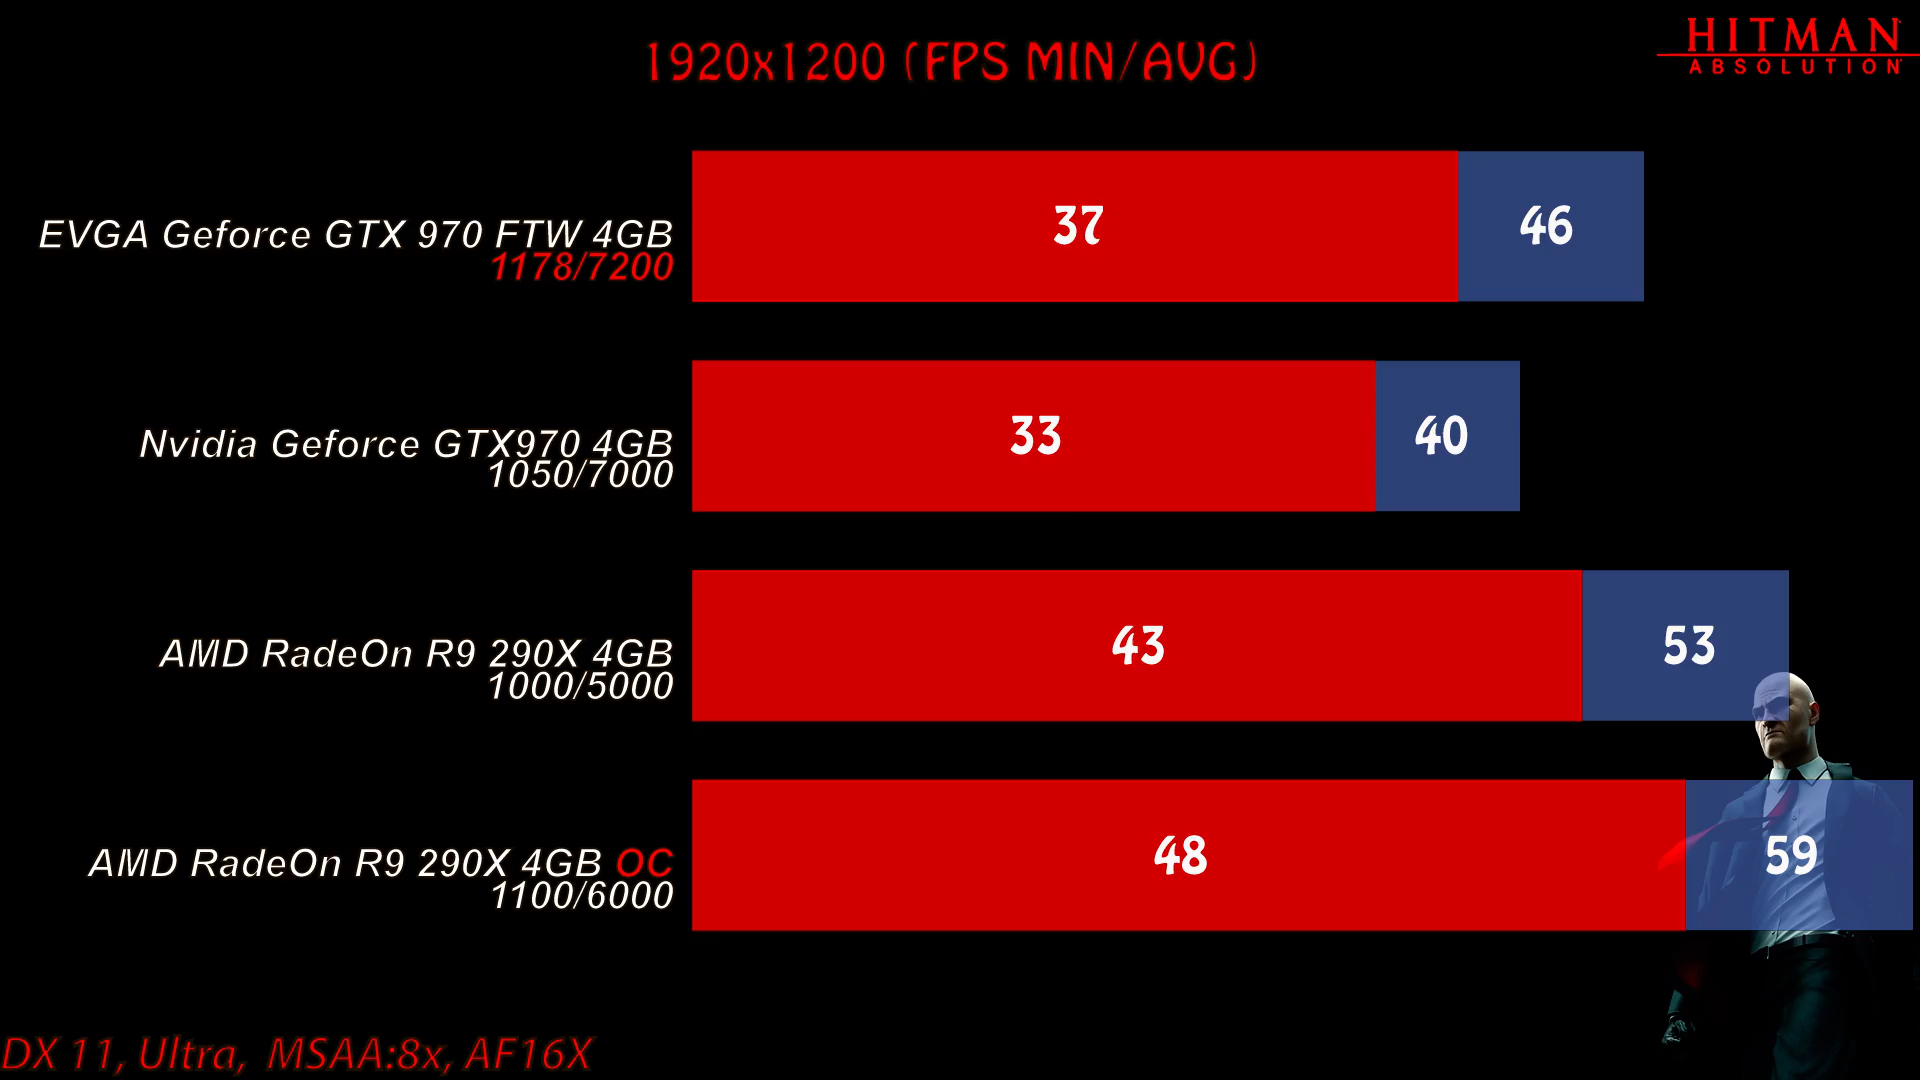 1920x1200 (FPS MIN/AVG)
HITMAN
ABSOLUTION
EVGA Geforce GTX 970 FTW 4GB
1178/7200
37
46
Nvidia Geforce GTX970 4GB
1050/7000
33
40
AMD RadeOn R9 290X 4GB
1000/5000
43
53
AMD RadeOn R9 290X 4GB OC
1100/6000
48
59
DX 11, Ultra, MSAA:8x, AF16X